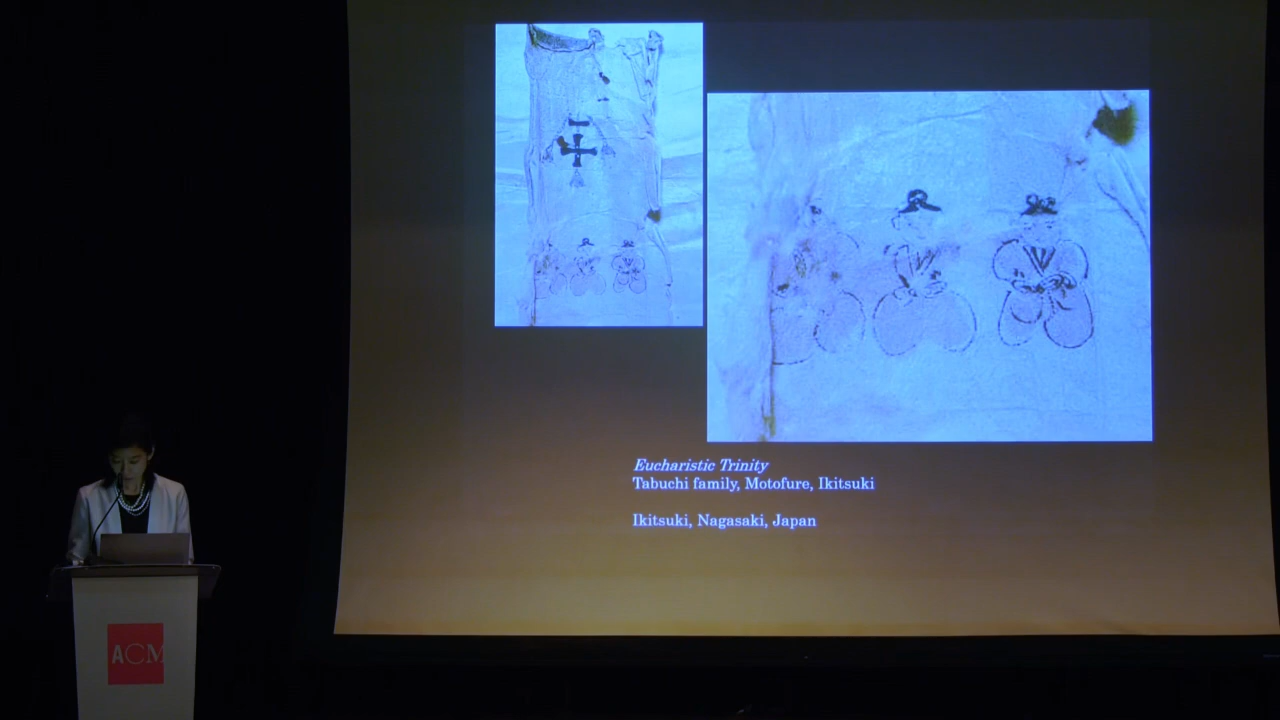 Eucharistic Trinity
Tabuchi family, Motofure, Ikitsuki
Ikitsuki, Nagasaki, Japan
ACM